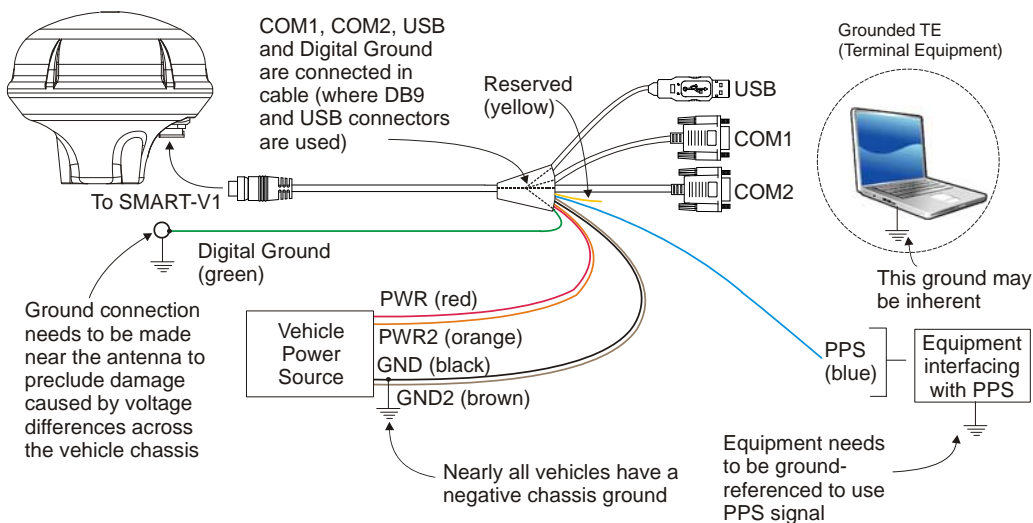 COM1, COM2, USB
and Digital Ground
are connected in
cable (where DB9
and USB connectors
are used)
Reserved
(yellow)
USB
COM1
COM2
Grounded TE
(Terminal Equipment)
This ground may
be inherent
To SMART-V1
Digital Ground
(green)
Ground connection
needs to be made
near the antenna to
preclude damage
caused by voltage
differences across
the vehicle chassis
Vehicle
Power
Source
PWR (red)
PWR2 (orange)
GND (black)
GND2 (brown)
Nearly all vehicles have a
negative chassis ground
PPS
(blue)
Equipment
interfacing
with PPS
Equipment needs
to be ground-
referenced to use
PPS signal